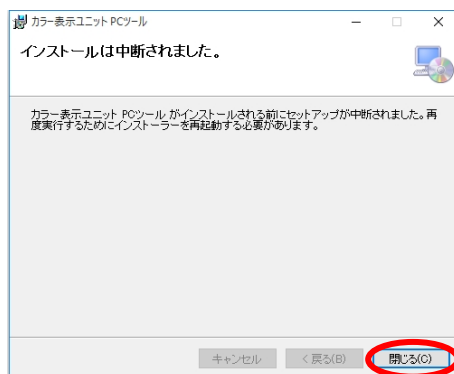 カラー表示ユニット PCツール
インストールは中断されました。
カラー表示ユニット PCツール がインストールされる前にセットアップが中断されました。再
度実行するためにインストーラーを再起動する必要があります。
キャンセル
< 戻る(B)
閉じる(C)